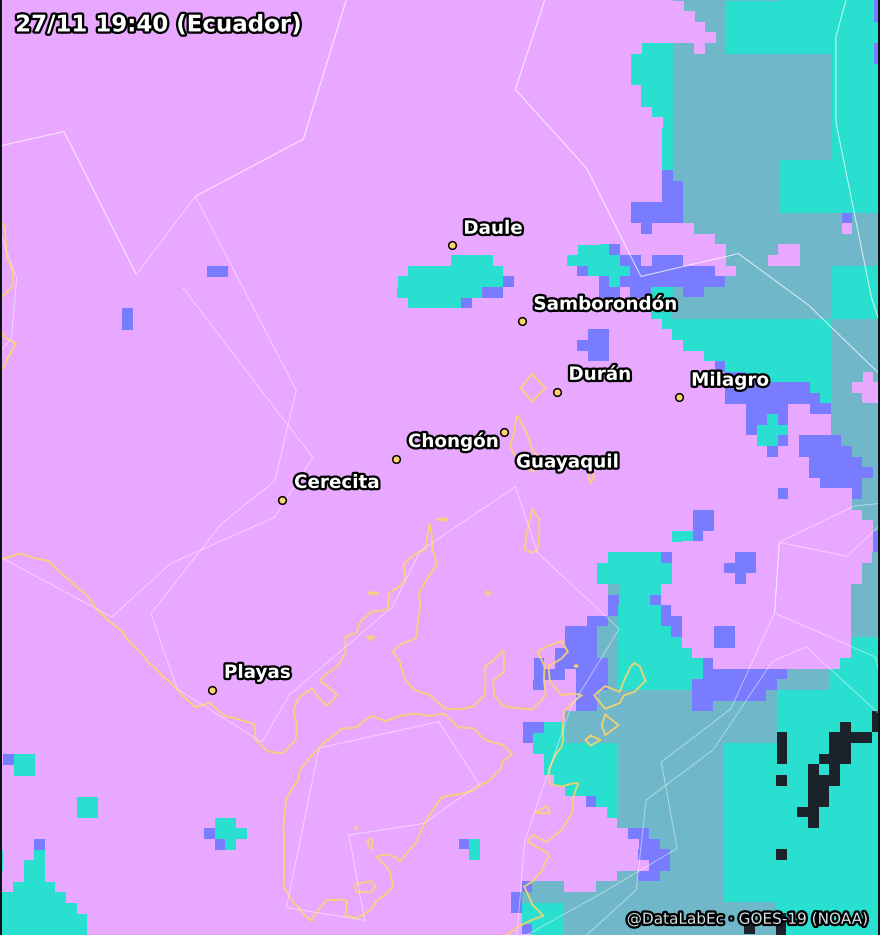 27/11 19:40 (Ecuador)
Daule
Samborondón
Durán
Milagro
Chongón
Guayaquil
Cerecita
Playas
@DataLabEc · GOES-19 (NOAA)